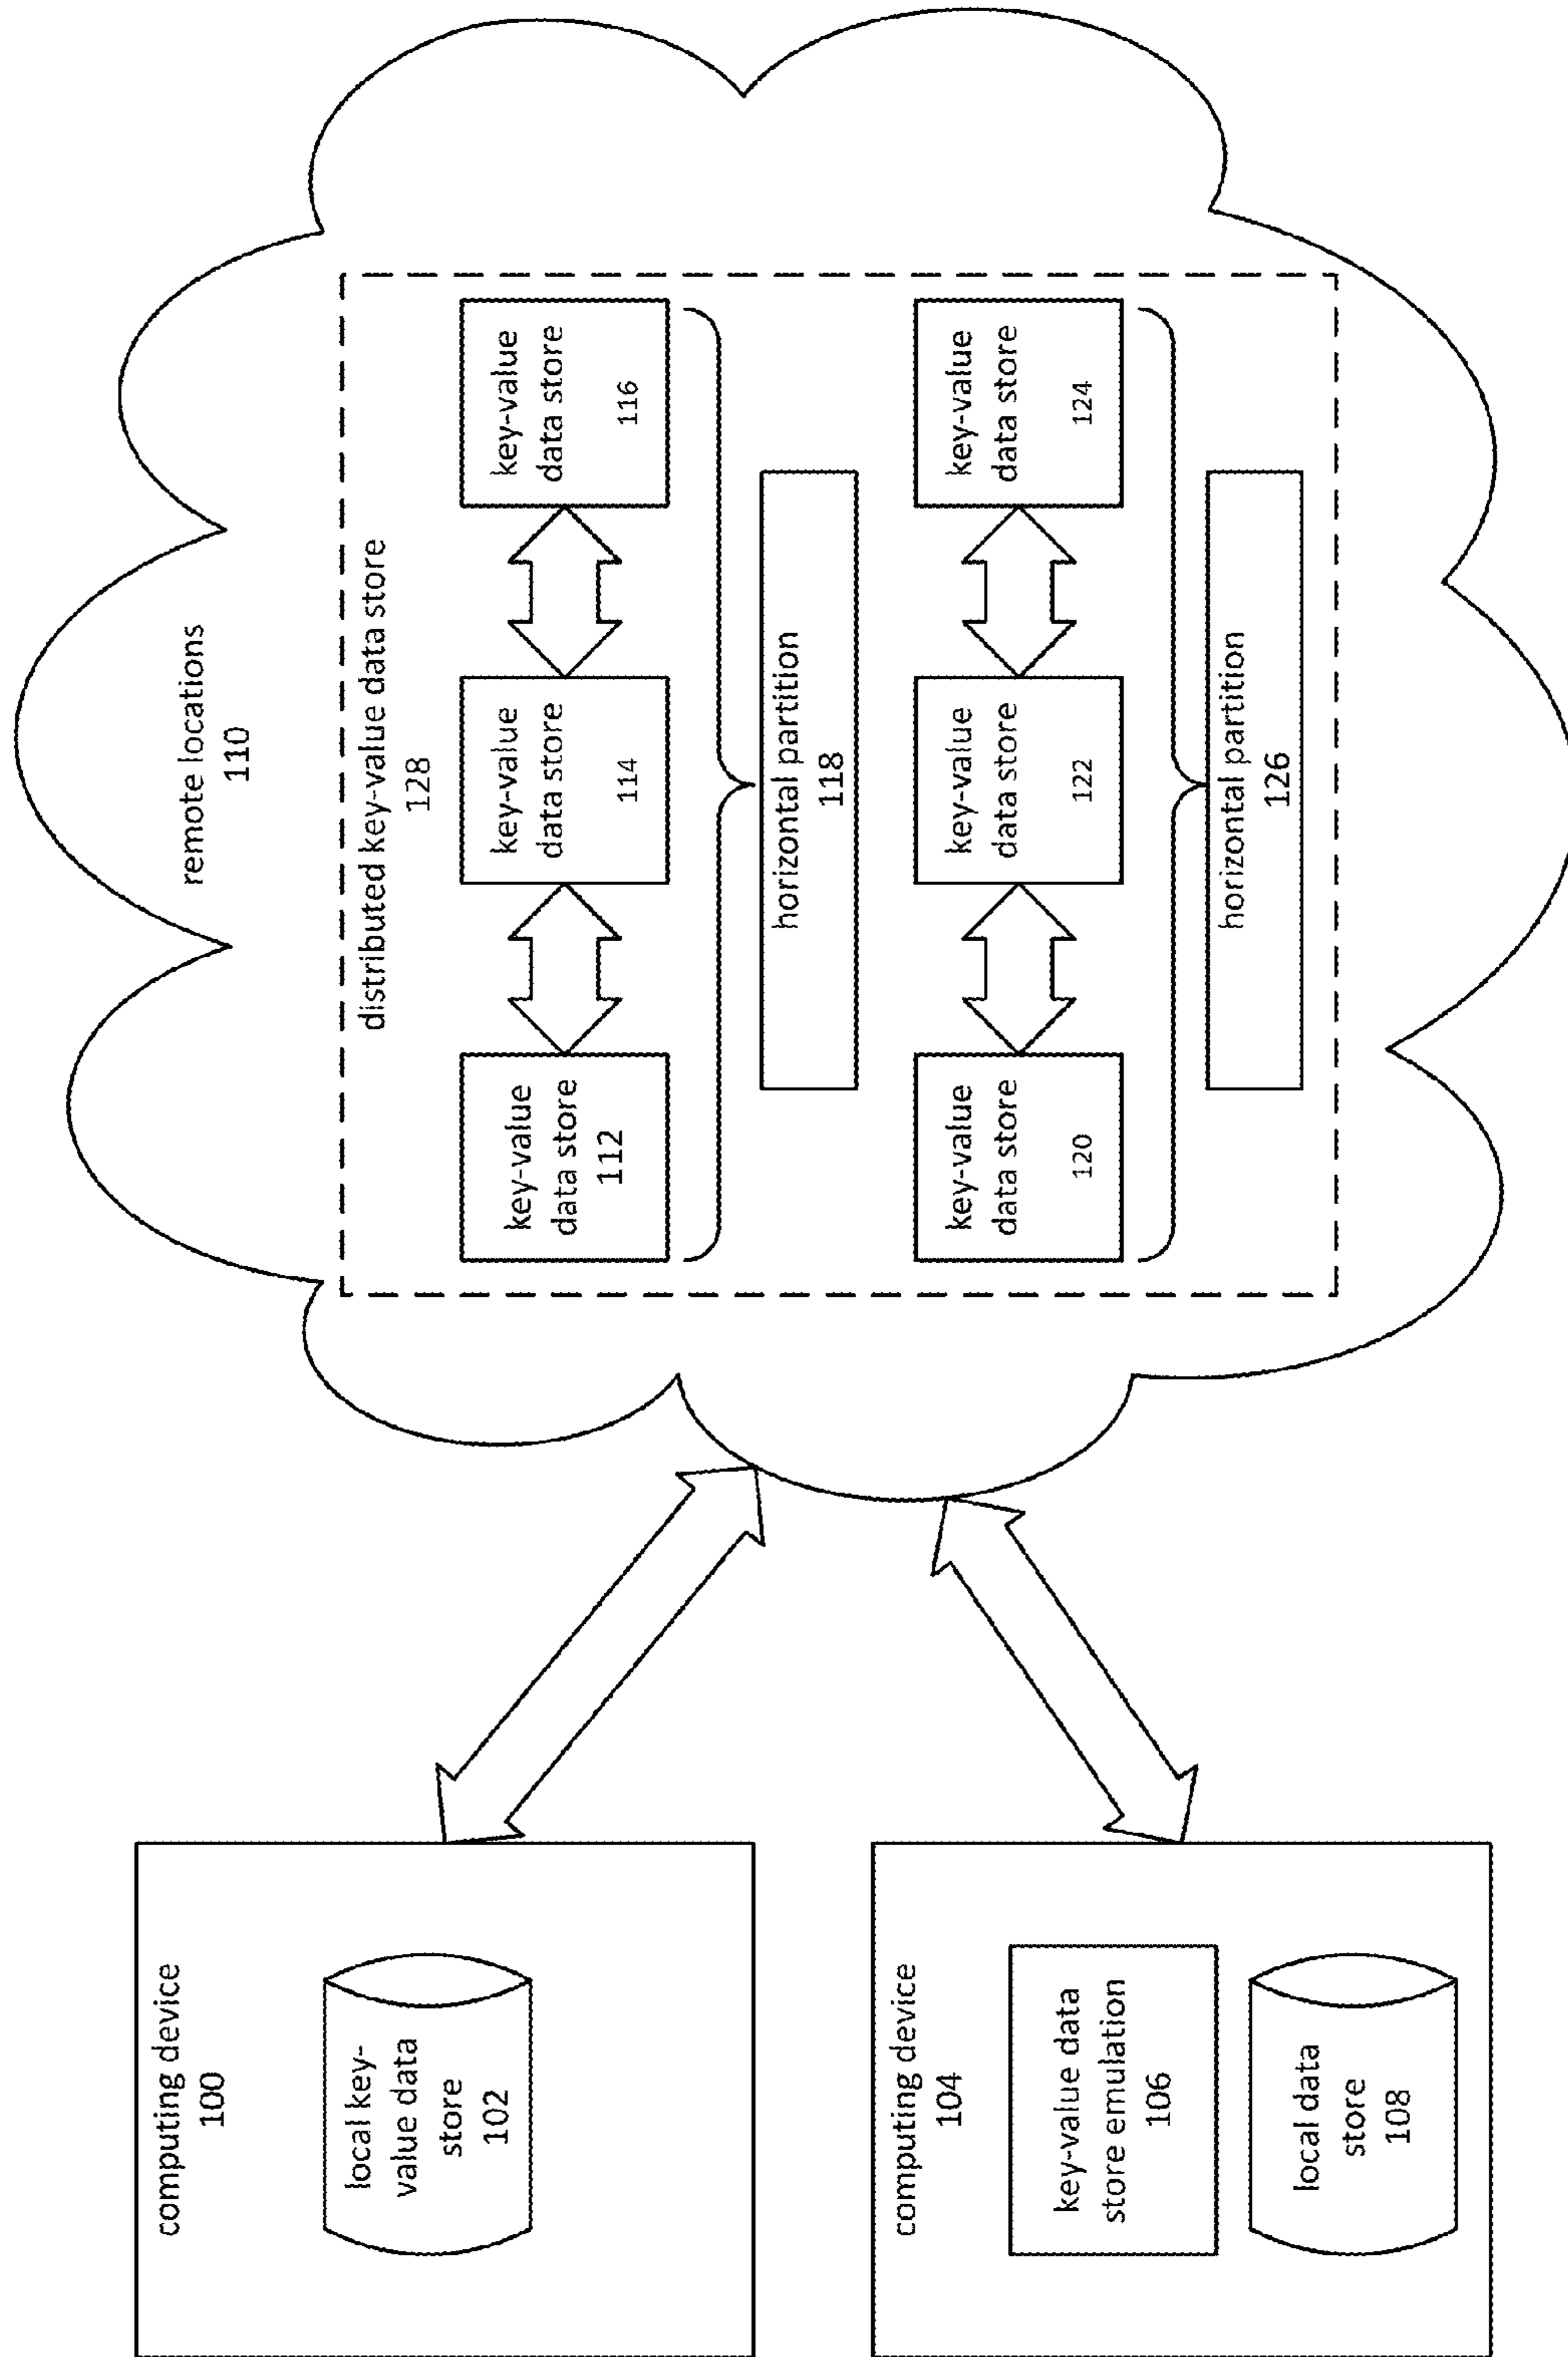 computing device
100
local key-
value data
store
102
computing device
104
key-value data
store emulation
106
local data
store
108
remote locations
110
distributed key-value data store
128
key-value
data store
112
key-value
data store
114
key-value
data store
116
horizontal partition
118
key-value
data store
120
key-value
data store
122
key-value
data store
124
horizontal partition
126